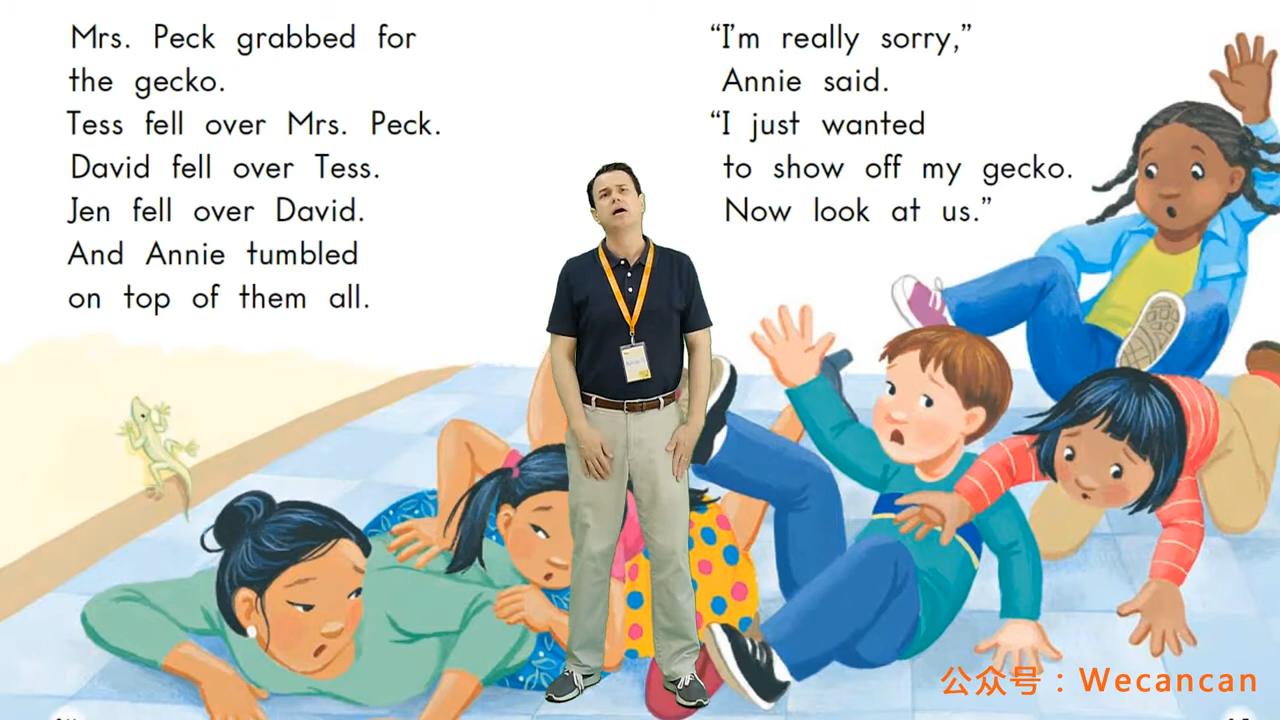 Mrs. Peck grabbed for
the gecko.
Tess fell over Mrs. Peck.
David fell over Tess.
Jen fell over David.
And Annie tumbled
on top of them all.
“I’m really sorry,”
Annie said.
“I just wanted
to show off my gecko.
Now look at us.”
公众号：Wecancan